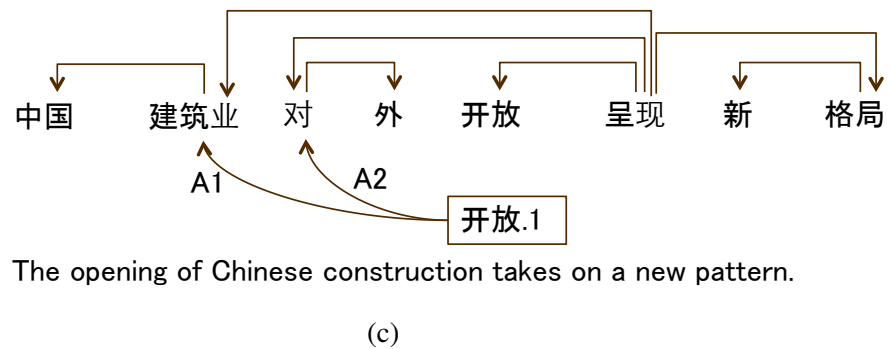 中国 建筑业 对 外 开放 呈现 新 格局
A1 A2
开放.1
The opening of Chinese construction takes on a new pattern.
(c)